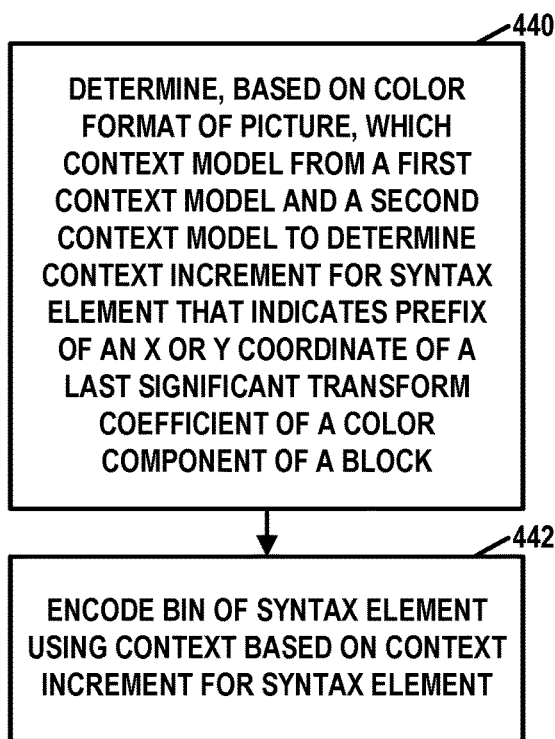 440
DETERMINE, BASED ON COLOR
FORMAT OF PICTURE, WHICH
CONTEXT MODEL FROM A FIRST
CONTEXT MODEL AND A SECOND
CONTEXT MODEL TO DETERMINE
CONTEXT INCREMENT FOR SYNTAX
ELEMENT THAT INDICATES PREFIX
OF AN X OR Y COORDINATE OF A
LAST SIGNIFICANT TRANSFORM
COEFFICIENT OF A COLOR
COMPONENT OF A BLOCK
442
ENCODE BIN OF SYNTAX ELEMENT
USING CONTEXT BASED ON CONTEXT
INCREMENT FOR SYNTAX ELEMENT